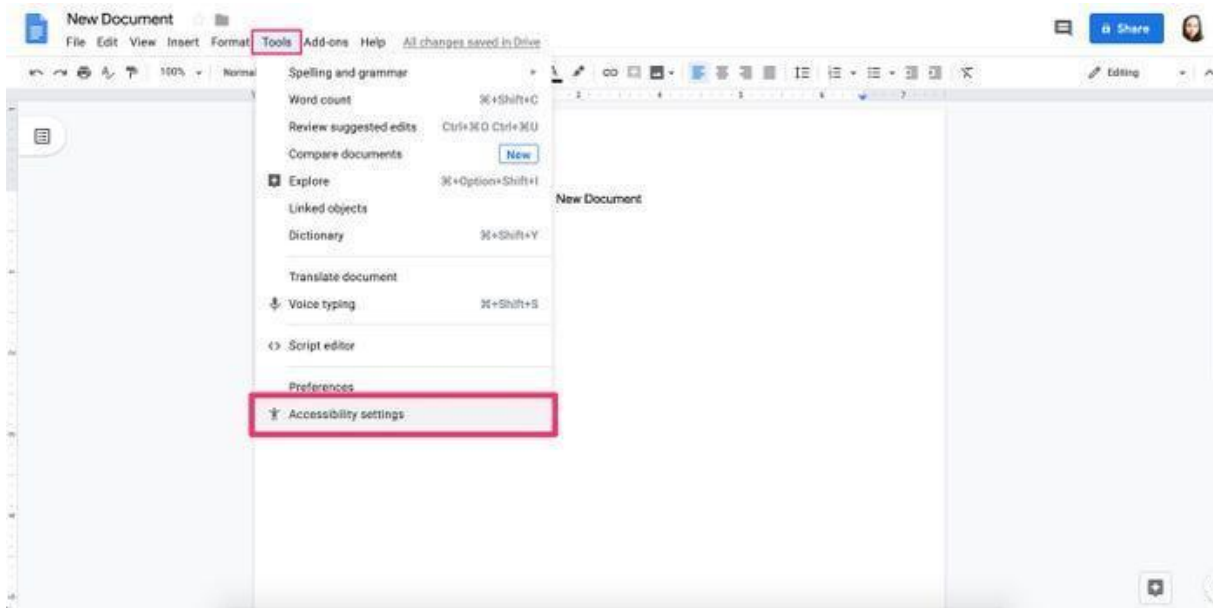 New Document
File Edit View Insert Format Tools Add-ons Help All changes saved in Drive
Share
100% Normal
Editing
Spelling and grammar
Word count ⌘+Shift+C
Review suggested edits Ctrl+⌘O Ctrl+⌘U
Compare documents New
Explore ⌘+Option+Shift+I
Linked objects
Dictionary ⌘+Shift+Y
New Document
Translate document
Voice typing ⌘+Shift+S
Script editor
Preferences
Accessibility settings